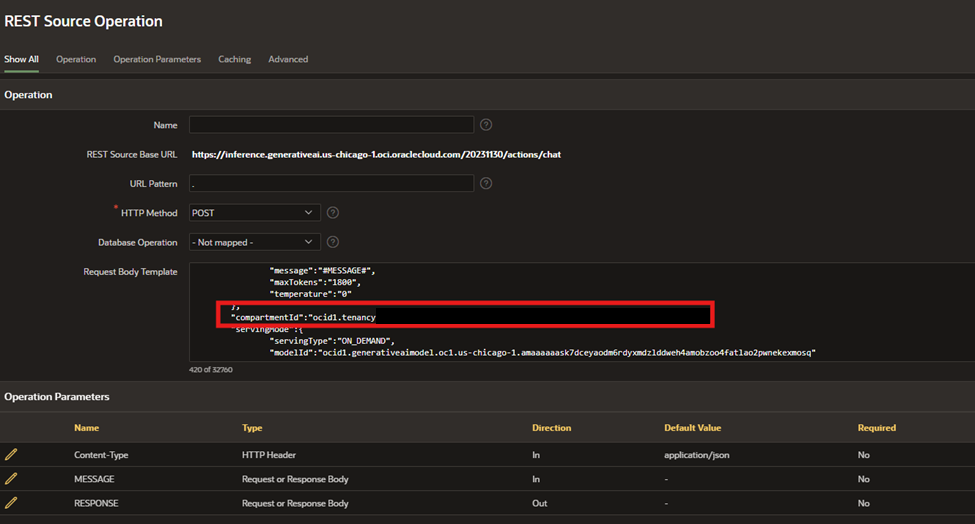 REST Source Operation
Show All Operation Operation Parameters Caching Advanced
Operation
Name
REST Source Base URL https://inference.generativeai.us-chicago-1.oci.oraclecloud.com/20231130/actions/chat
URL Pattern .
* HTTP Method POST
Database Operation - Not mapped -
Request Body Template
"message":"#MESSAGE#",
"maxTokens":"1800",
"temperature":"0"
},
"compartmentId":"ocid1.tenancy
"servingMode":{
"servingType":"ON_DEMAND",
"modelId":"ocid1.generativeaimodel.oc1.us-chicago-1.amaaaaaask7dceyaodm6rdyxmdzlddweh4amobzoo4fatlao2pwnekexmosq"
420 of 32760
Operation Parameters
Name Type Direction Default Value Required
Content-Type HTTP Header In application/json No
MESSAGE Request or Response Body In - No
RESPONSE Request or Response Body Out - No